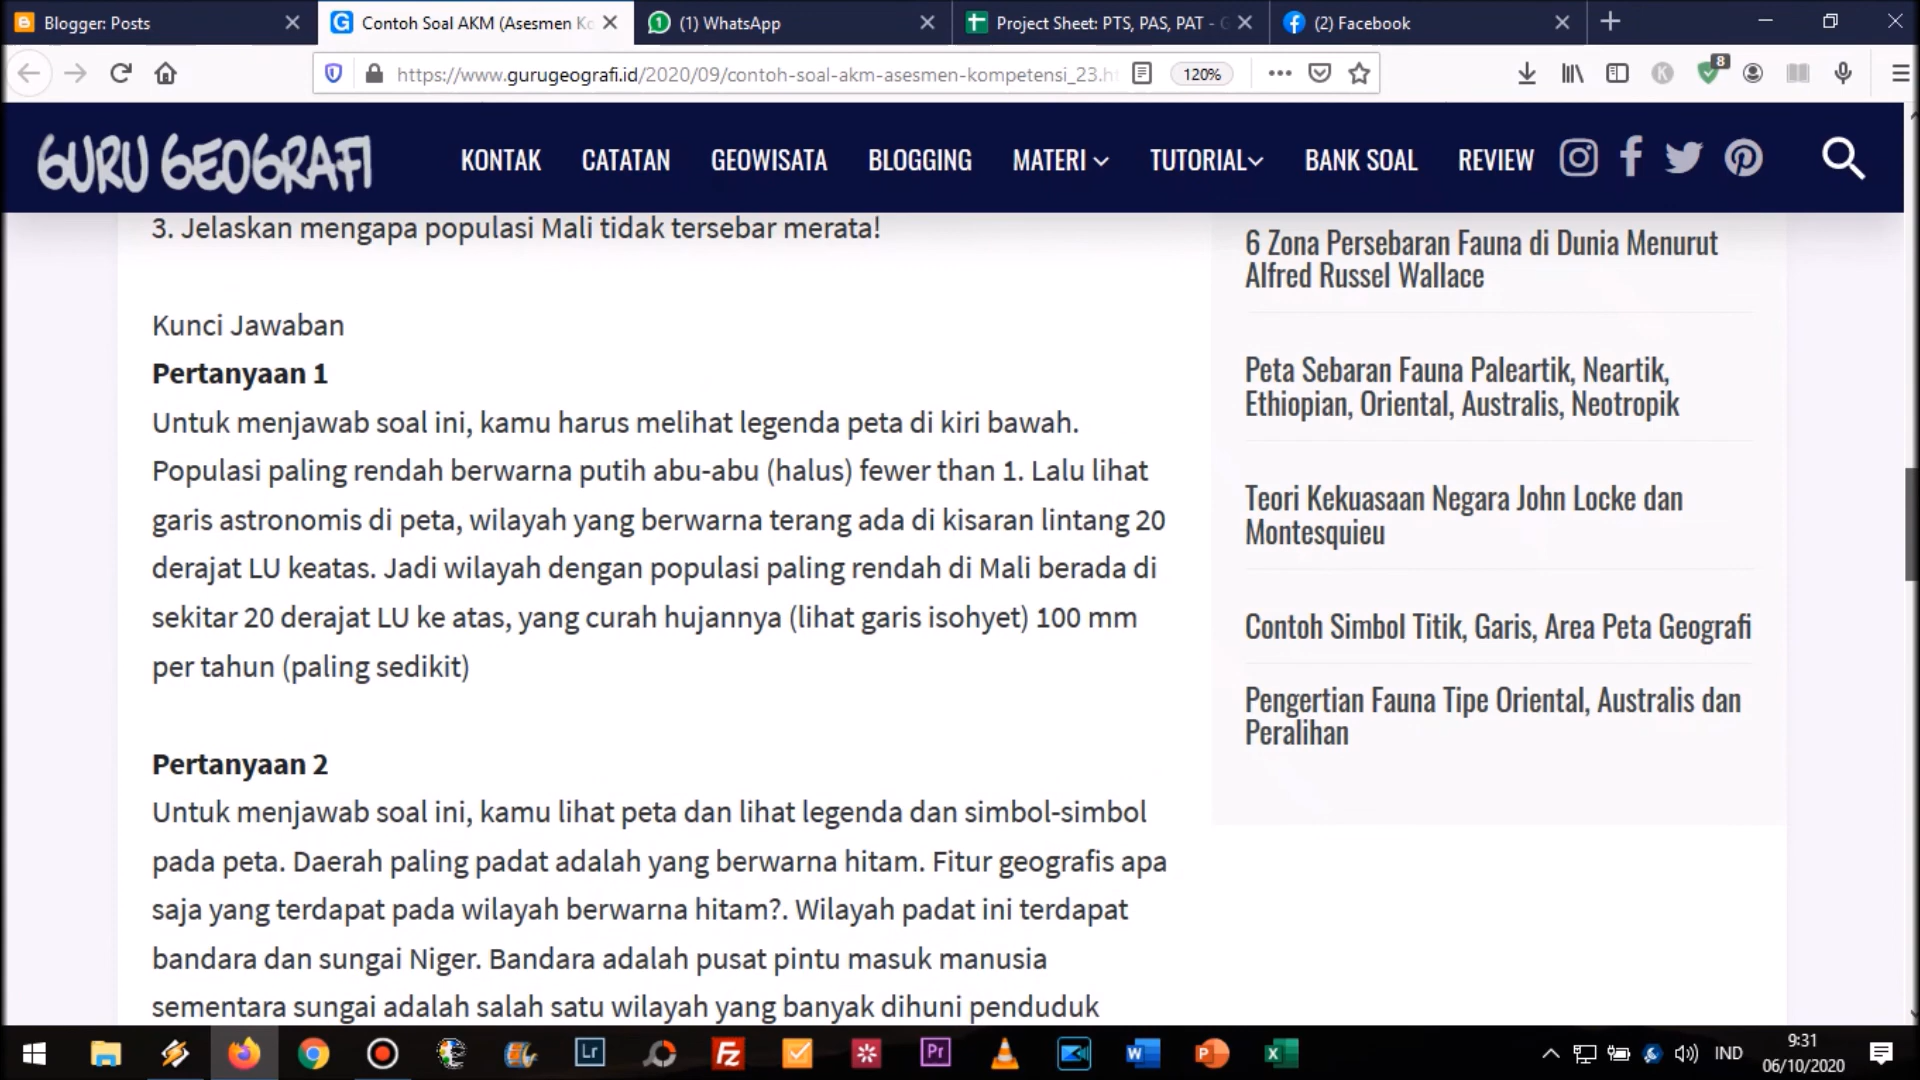 Blogger: Posts
Contoh Soal AKM (Asesmen Ko
(1) WhatsApp
Project Sheet: PTS, PAS, PAT - G
(2) Facebook
https://www.gurugeografi.id/2020/09/contoh-soal-akm-asesmen-kompetensi_23.ht
120%
8
GURU GEOGRAFI
KONTAK
CATATAN
GEOWISATA
BLOGGING
MATERI
TUTORIAL
BANK SOAL
REVIEW
3. Jelaskan mengapa populasi Mali tidak tersebar merata!
Kunci Jawaban
Pertanyaan 1
Untuk menjawab soal ini, kamu harus melihat legenda peta di kiri bawah.
Populasi paling rendah berwarna putih abu-abu (halus) fewer than 1. Lalu lihat
garis astronomis di peta, wilayah yang berwarna terang ada di kisaran lintang 20
derajat LU keatas. Jadi wilayah dengan populasi paling rendah di Mali berada di
sekitar 20 derajat LU ke atas, yang curah hujannya (lihat garis isohyet) 100 mm
per tahun (paling sedikit)
Pertanyaan 2
Untuk menjawab soal ini, kamu lihat peta dan lihat legenda dan simbol-simbol
pada peta. Daerah paling padat adalah yang berwarna hitam. Fitur geografis apa
saja yang terdapat pada wilayah berwarna hitam?. Wilayah padat ini terdapat
bandara dan sungai Niger. Bandara adalah pusat pintu masuk manusia
sementara sungai adalah salah satu wilayah yang banyak dihuni penduduk
6 Zona Persebaran Fauna di Dunia Menurut
Alfred Russel Wallace
Peta Sebaran Fauna Paleartik, Neartik,
Ethiopian, Oriental, Australis, Neotropik
Teori Kekuasaan Negara John Locke dan
Montesquieu
Contoh Simbol Titik, Garis, Area Peta Geografi
Pengertian Fauna Tipe Oriental, Australis dan
Peralihan
Lr
Fz
Pr
IND
9:31
06/10/2020